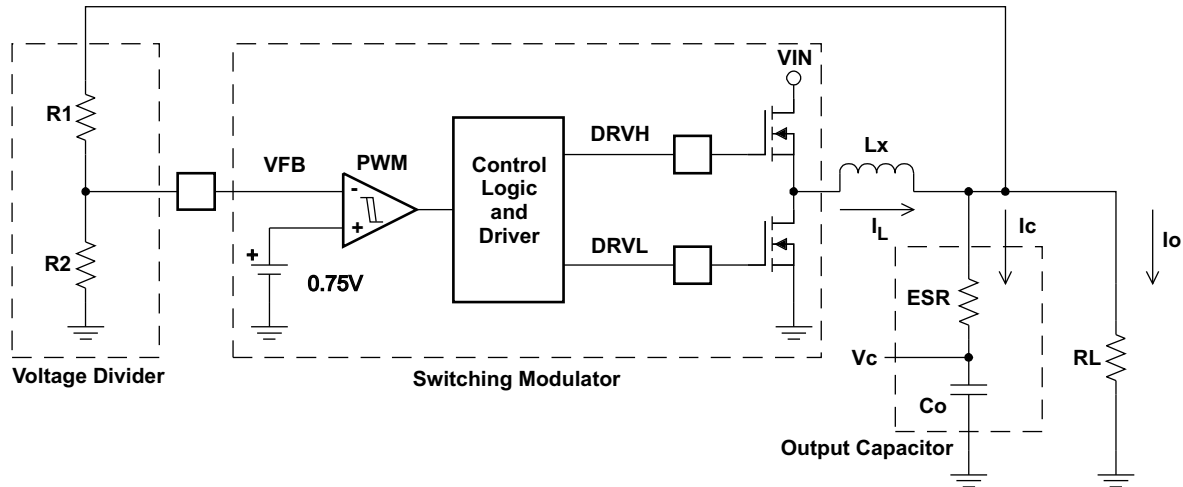 VIN
R1
DRVH
Lx
VFB
PWM
-
+
Control
Logic
and
Driver
R2
+
0.75V
DRVL
IL
Ic
Io
ESR
Voltage Divider
Switching Modulator
Vc
RL
Co
Output Capacitor